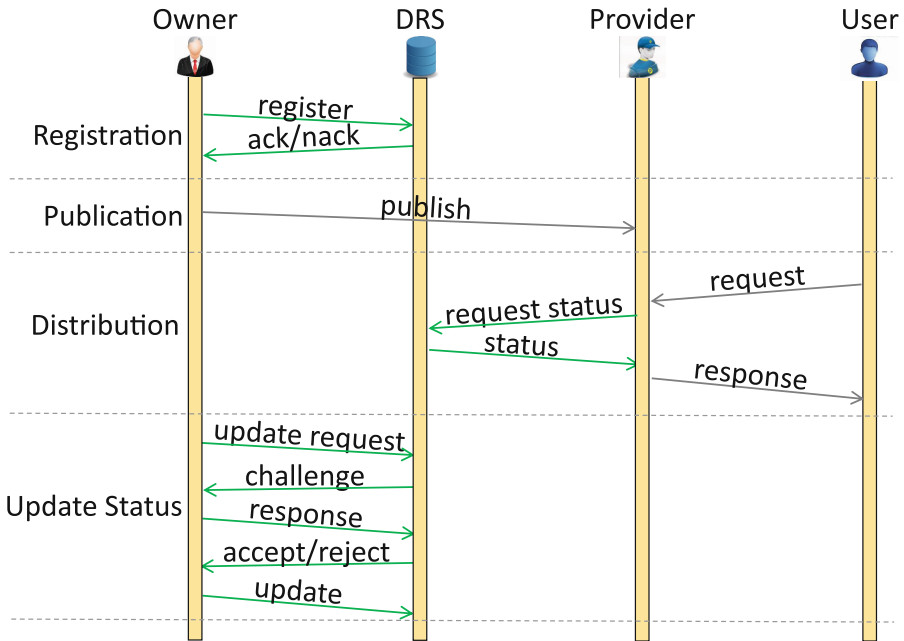 Owner DRS Provider User
register
Registration
ack/nack
Publication
publish
request
request status
Distribution
status
response
update request
challenge
Update Status
response
accept/reject
update